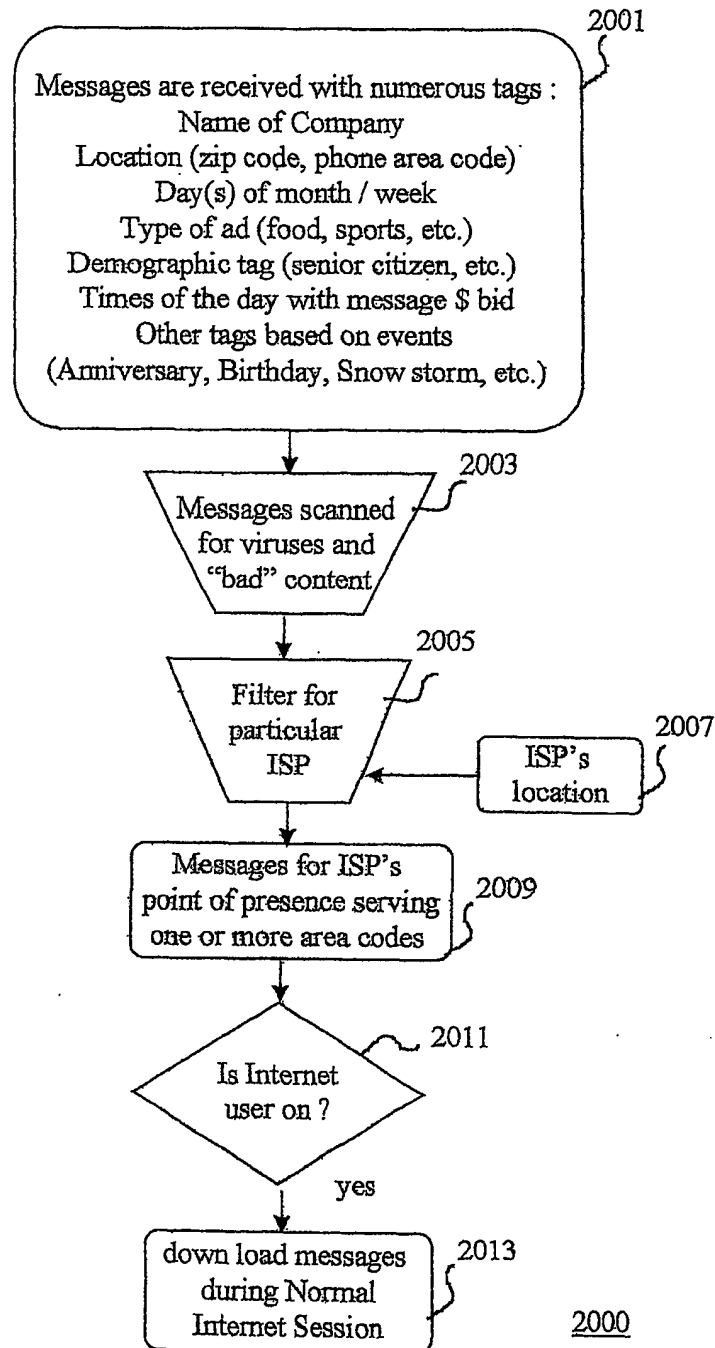 2001
Messages are received with numerous tags :
Name of Company
Location (zip code, phone area code)
Day(s) of month / week
Type of ad (food, sports, etc.)
Demographic tag (senior citizen, etc.)
Times of the day with message $ bid
Other tags based on events
(Anniversary, Birthday, Snow storm, etc.)
2003
Messages scanned
for viruses and
“bad” content
2005
Filter for
particular
ISP
2007
ISP’s
location
Messages for ISP’s
point of presence serving
one or more area codes
2009
2011
Is Internet
user on ?
yes
down load messages
during Normal
Internet Session
2013
2000